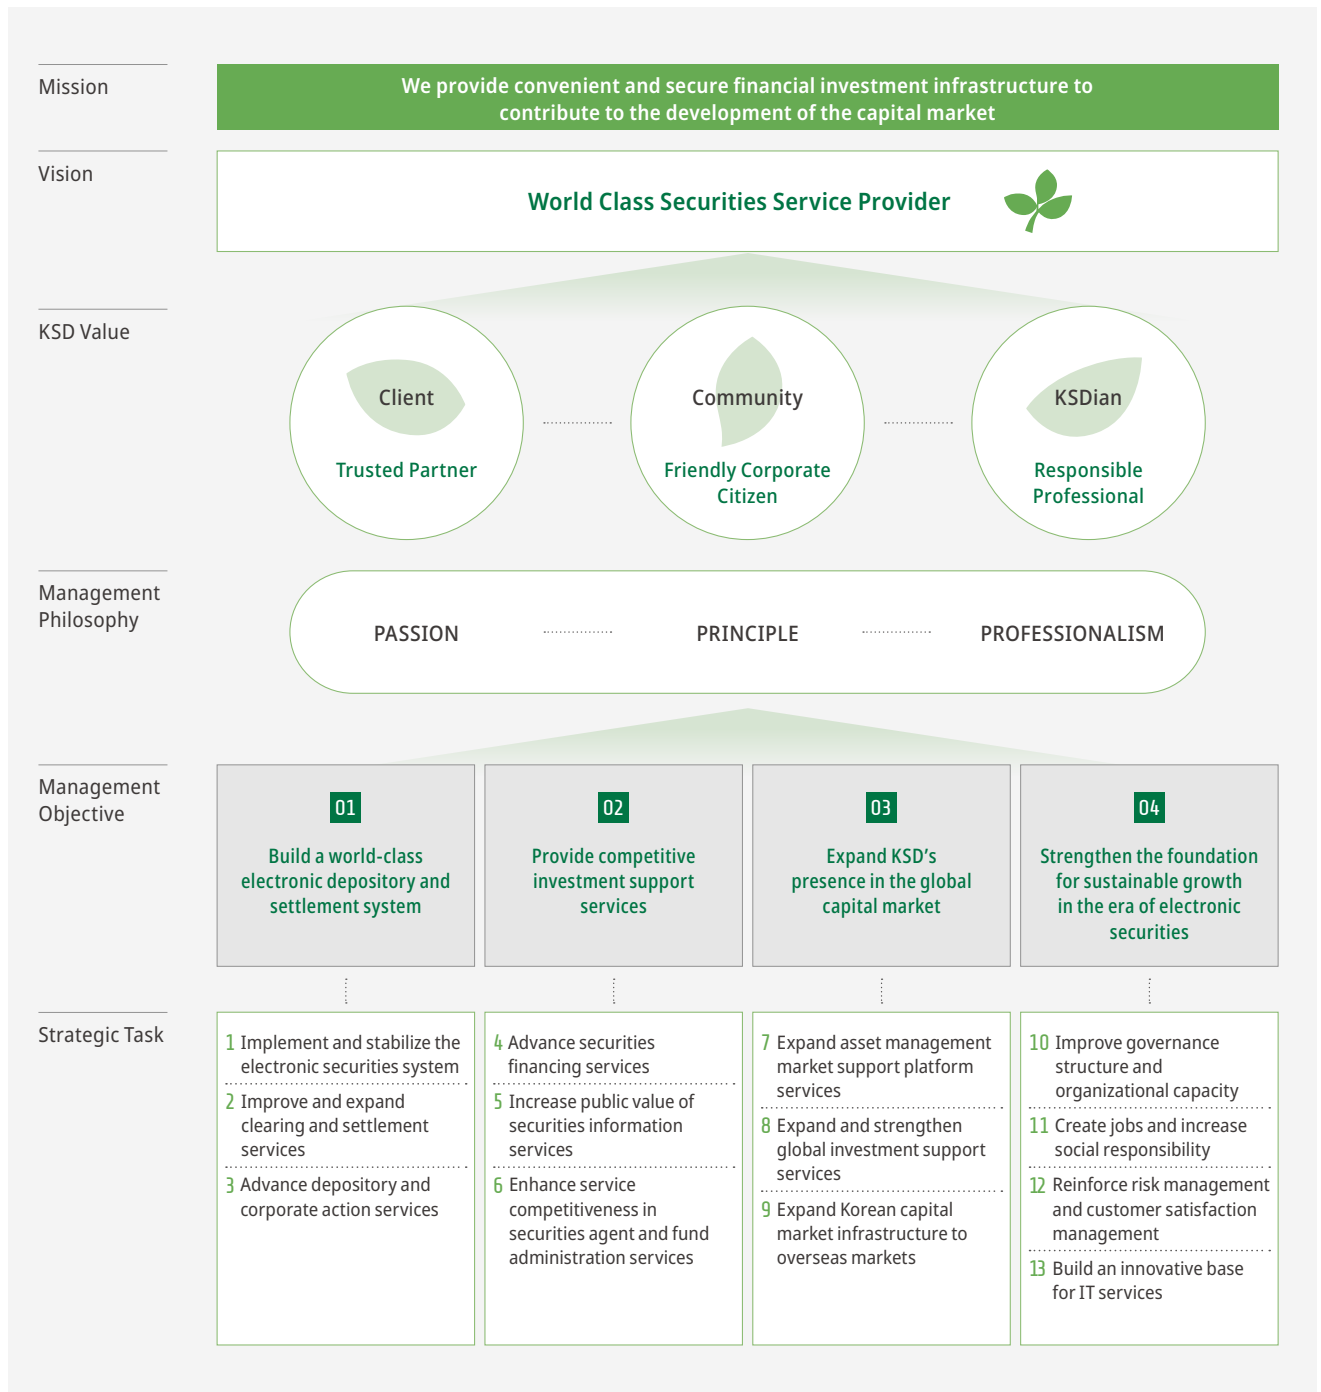 Mission
We provide convenient and secure financial investment infrastructure to
contribute to the development of the capital market
Vision
World Class Securities Service Provider
KSD Value
Client
Trusted Partner
Community
Friendly Corporate
Citizen
KSDian
Responsible
Professional
Management
Philosophy
PASSION
PRINCIPLE
PROFESSIONALISM
Management
Objective
01
Build a world-class
electronic depository and
settlement system
02
Provide competitive
investment support
services
03
Expand KSD's
presence in the global
capital market
04
Strengthen the foundation
for sustainable growth
in the era of electronic
securities
Strategic Task
1 Implement and stabilize the
electronic securities system
2 Improve and expand
clearing and settlement
services
3 Advance depository and
corporate action services
4 Advance securities
financing services
5 Increase public value of
securities information
services
6 Enhance service
competitiveness in
securities agent and fund
administration services
7 Expand asset management
market support platform
services
8 Expand and strengthen
global investment support
services
9 Expand Korean capital
market infrastructure to
overseas markets
10 Improve governance
structure and
organizational capacity
11 Create jobs and increase
social responsibility
12 Reinforce risk management
and customer satisfaction
management
13 Build an innovative base
for IT services